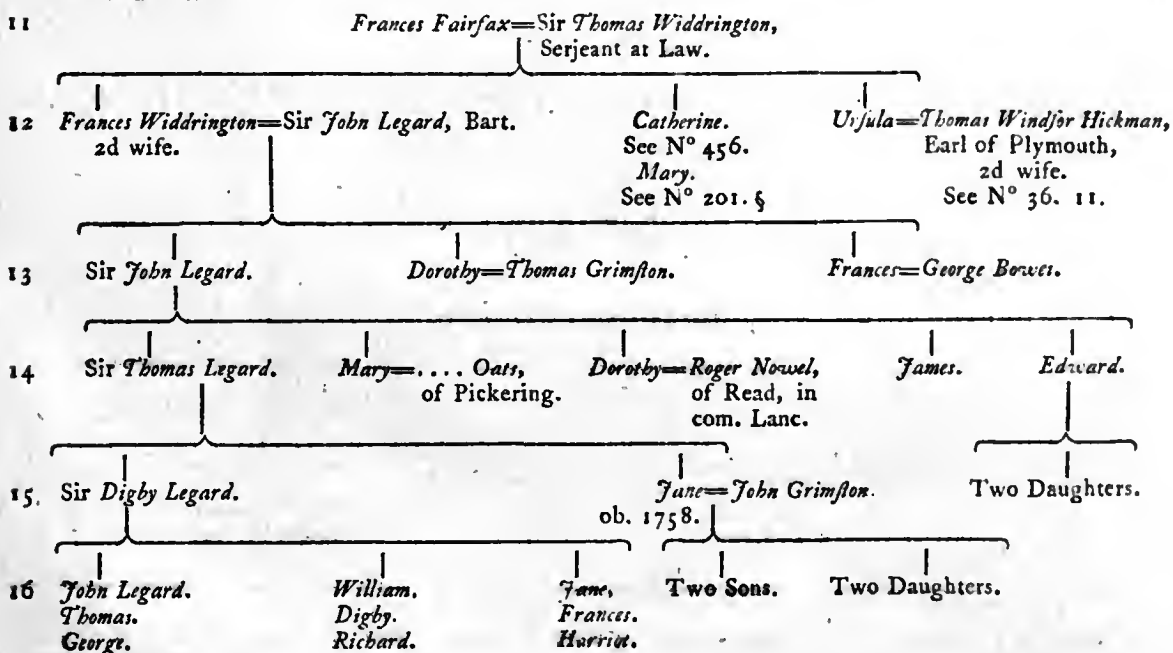 11 Frances Fairfax=Sir Thomas Widdrington,
Serjeant at Law.
12 Frances Widdrington=Sir John Legard, Bart. Catherine. Ursula=Thomas Windsor Hickman,
2d wife. See N° 456. Earl of Plymouth,
Mary. 2d wife.
See N° 201. § See N° 36. 11.
13 Sir John Legard. Dorothy=Thomas Grimſton. Frances=George Bowes.
14 Sir Thomas Legard. Mary=.... Oats, Dorothy=Roger Nowel, James. Edward.
of Pickering. of Read, in
com. Lanc.
15. Sir Digby Legard. Jane=John Grimſton. Two Daughters.
ob. 1758.
16 John Legard. William. Jane, Two Sons. Two Daughters.
Thomas. Digby. Frances.
George. Richard. Harriot.